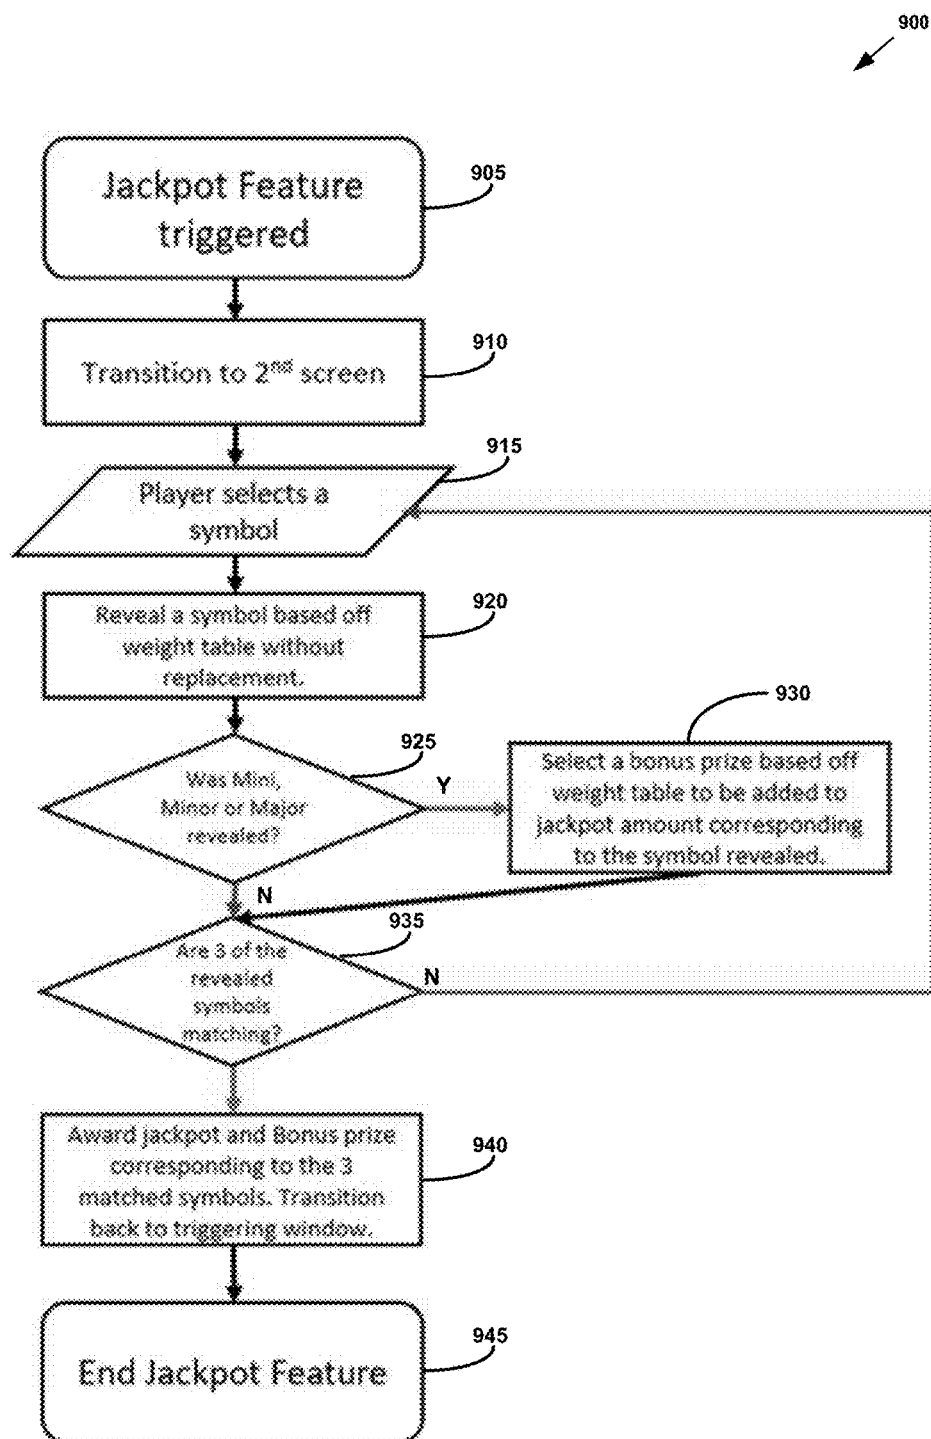 900
Jackpot Feature
triggered
905
Transition to 2nd screen
910
Player selects a
symbol
915
Reveal a symbol based off
weight table without
replacement.
920
Was Mini,
Minor or Major
revealed?
925
Y
N
Select a bonus prize based off
weight table to be added to
jackpot amount corresponding
to the symbol revealed.
930
Are 3 of the
revealed
symbols
matching?
935
N
Award jackpot and Bonus prize
corresponding to the 3
matched symbols. Transition
back to triggering window.
940
End Jackpot Feature
945